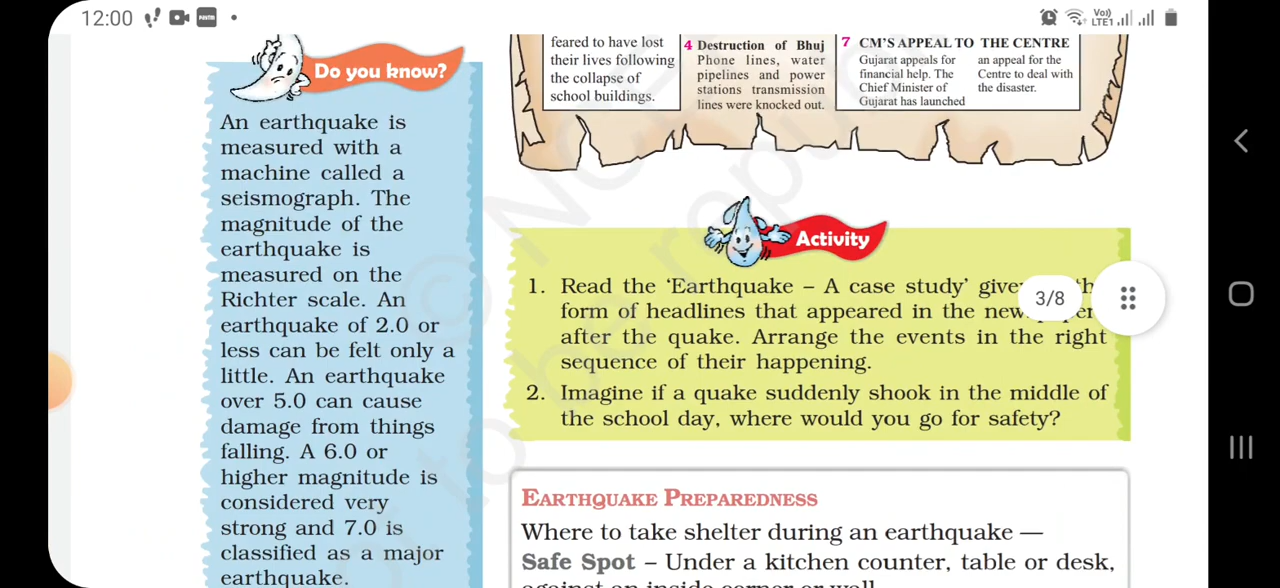 12:00
Vo))
LTE1
Do you know?
An earthquake is
measured with a
machine called a
seismograph. The
magnitude of the
earthquake is
measured on the
Richter scale. An
earthquake of 2.0 or
less can be felt only a
little. An earthquake
over 5.0 can cause
damage from things
falling. A 6.0 or
higher magnitude is
considered very
strong and 7.0 is
classified as a major
earthquake.
feared to have lost
their lives following
the collapse of
school buildings.
4 Destruction of Bhuj
Phone lines, water
pipelines and power
stations transmission
lines were knocked out.
7 CM'S APPEAL TO THE CENTRE
Gujarat appeals for
financial help. The
Chief Minister of
Gujarat has launched
an appeal for the
Centre to deal with
the disaster.
Activity
1. Read the 'Earthquake – A case study'
form of headlines that appeared in the
after the quake. Arrange the events in the right
sequence of their happening.
2. Imagine if a quake suddenly shook in the middle of
the school day, where would you go for safety?
3/8
EARTHQUAKE PREPAREDNESS
Where to take shelter during an earthquake —
Safe Spot – Under a kitchen counter, table or desk,
against an inside corner or wall